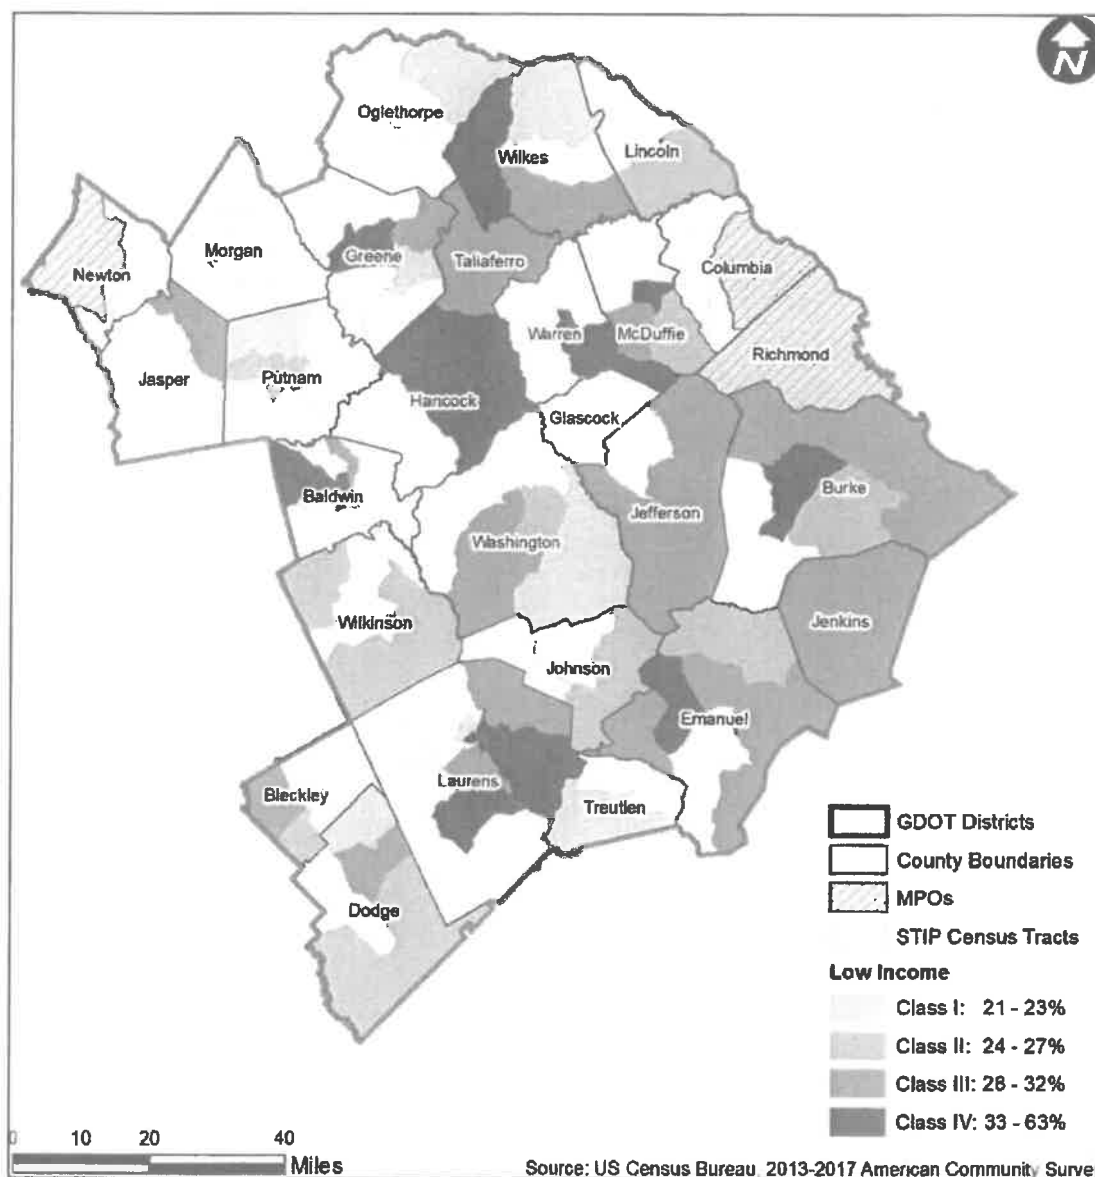 N
Oglethorpe
Wilkes
Lincoln
Morgan
Greene
Taliaferro
Newton
Columbia
Warren
McDuffie
Richmond
Jasper
Putnam
Hancock
Glascock
Baldwin
Burke
Jefferson
Washington
Wilkinson
Jenkins
Johnson
Emanuel
Bleckley
Laurens
Treutlen
Dodge
GDOT Districts
County Boundaries
MPOs
STIP Census Tracts
Low Income
Class I: 21 - 23%
Class II: 24 - 27%
Class III: 28 - 32%
Class IV: 33 - 63%
0 10 20 40
Miles
Source: US Census Bureau, 2013-2017 American Community Surve